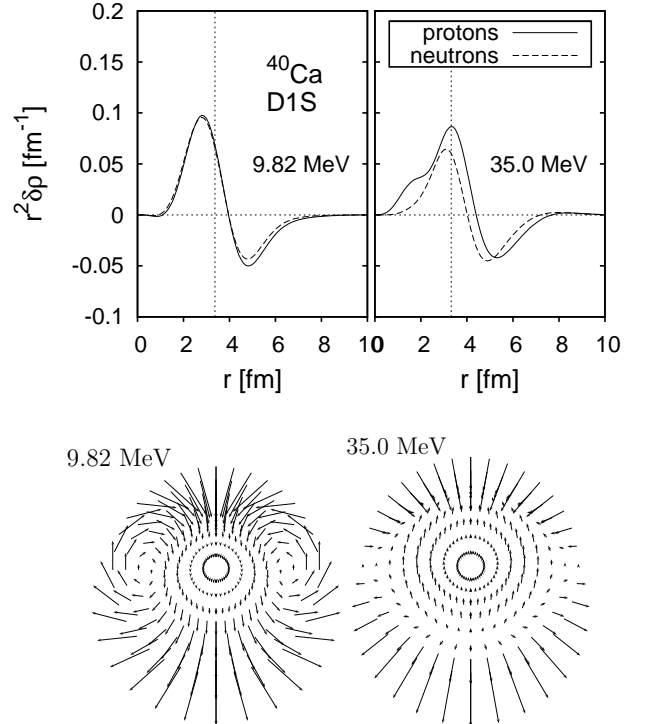 0.2
0.15
0.1
0.05
0
-0.05
-0.1
r²δρ [fm⁻¹]
⁴⁰Ca
D1S
9.82 MeV
0 2 4 6 8 10
r [fm]
protons
neutrons
35.0 MeV
0 2 4 6 8 10
r [fm]
9.82 MeV
35.0 MeV